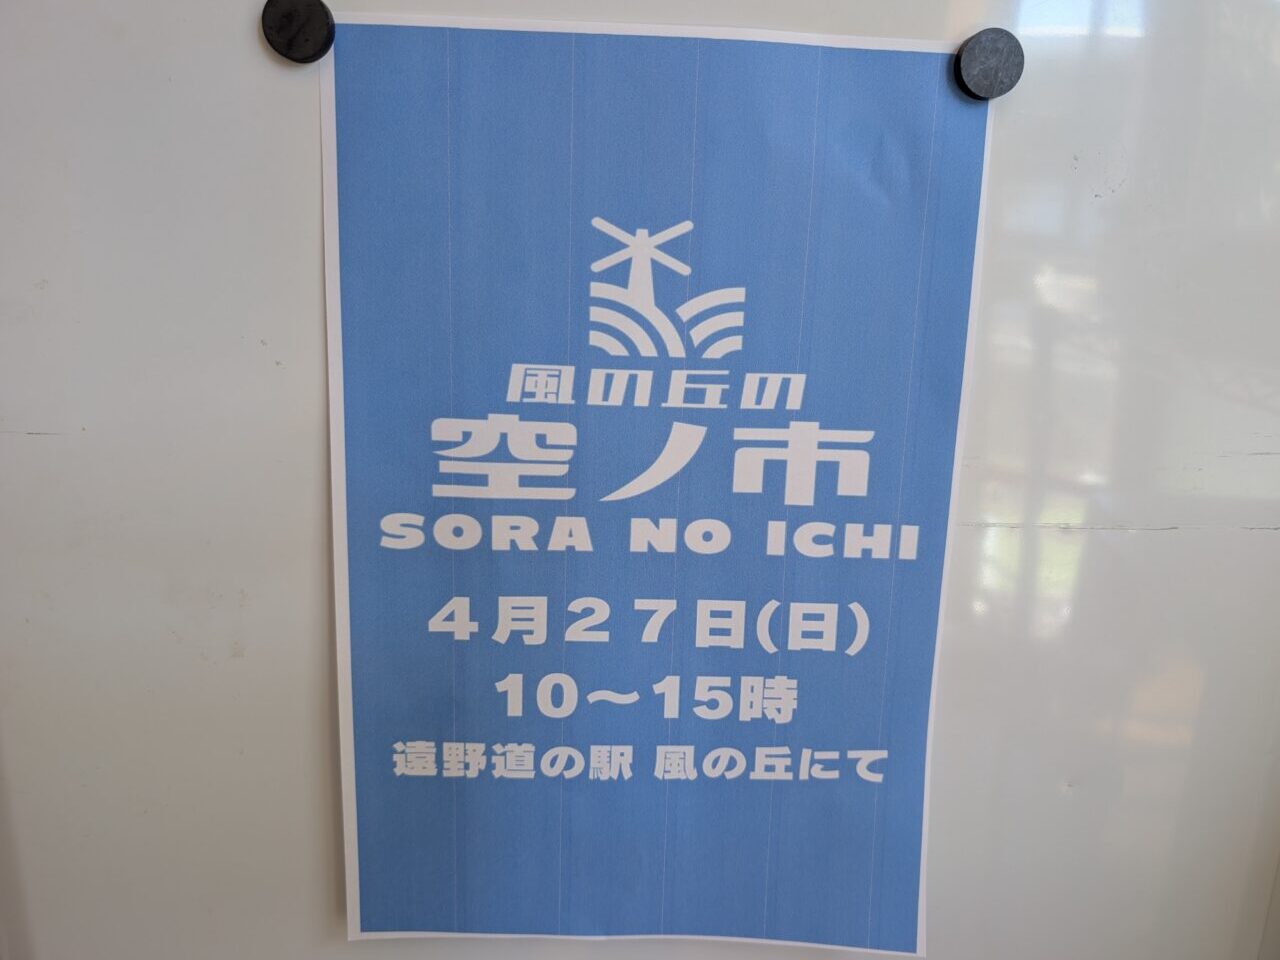 風の丘の
空ノ市
SORA NO ICHI
４月２７日(日)
10～15時
遠野道の駅 風の丘にて